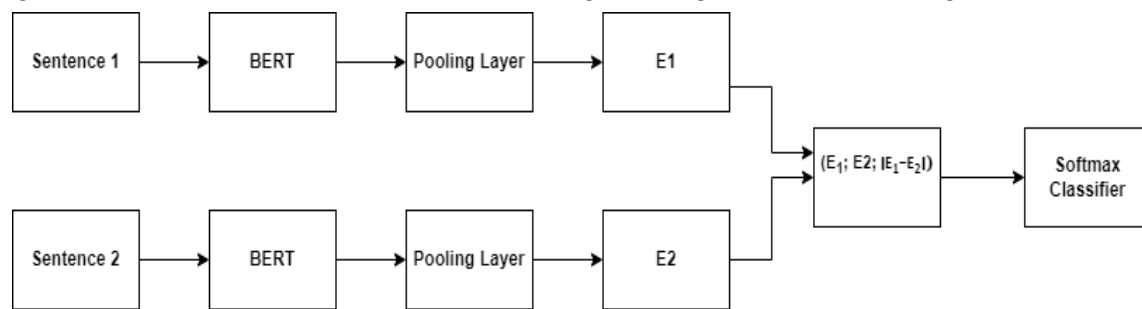 Sentence 1
BERT
Pooling Layer
E1
(E₁; E2; |E₁-E₂|)
Softmax
Classifier
Sentence 2
BERT
Pooling Layer
E2